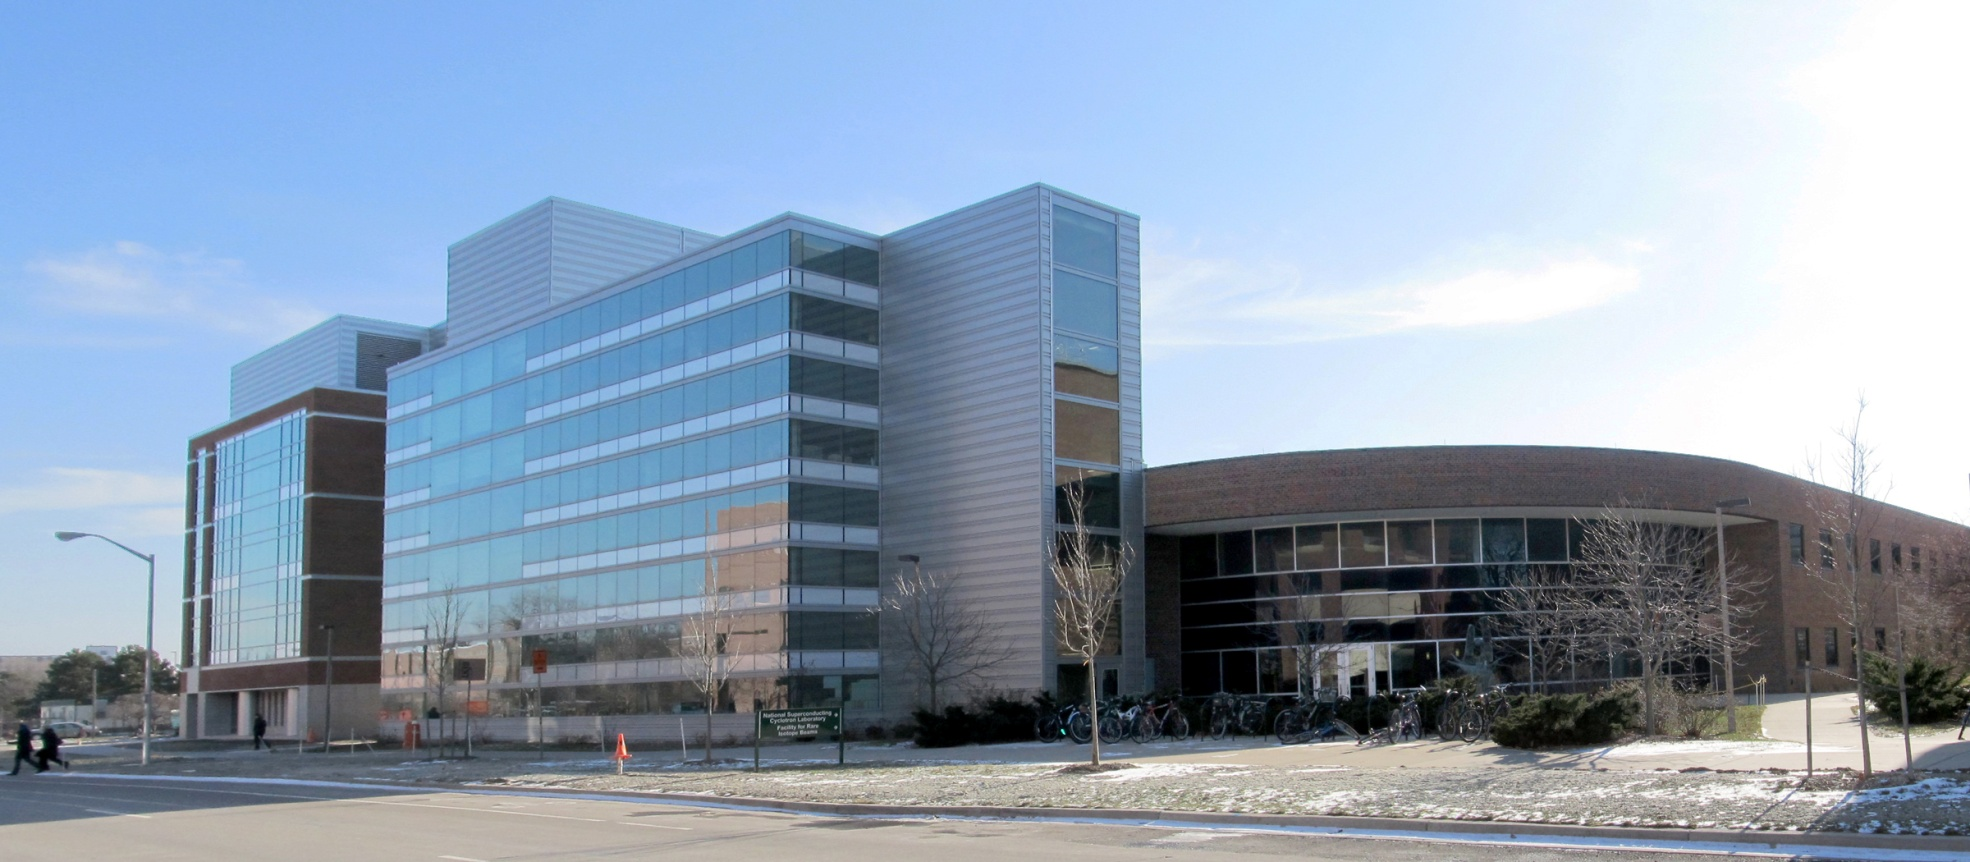 National Superconducting
Cyclotron Laboratory
Facility for Rare
Isotope Beams